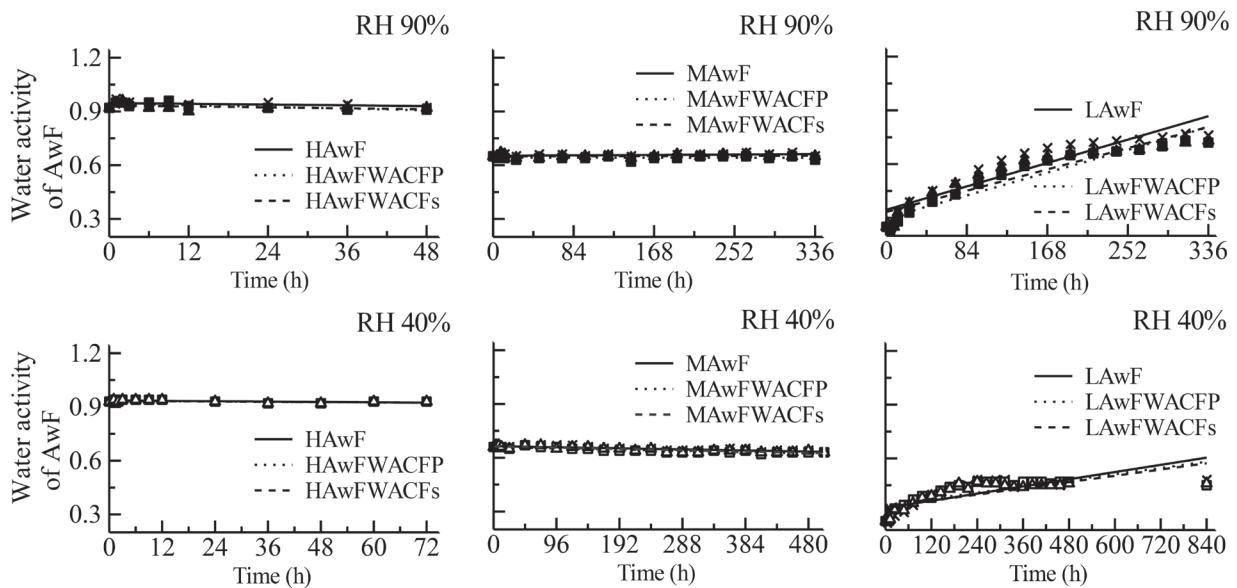 RH 90%
1.2
0.9
0.6
0.3
Water activity
of AwF
HAwF
HAwFWACFP
HAwFWACFs
0 12 24 36 48
Time (h)
RH 90%
MAwF
MAwFWACFP
MAwFWACFs
0 84 168 252 336
Time (h)
RH 90%
LAwF
LAwFWACFP
LAwFWACFs
0 84 168 252 336
Time (h)
RH 40%
1.2
0.9
0.6
0.3
Water activity
of AwF
HAwF
HAwFWACFP
HAwFWACFs
0 12 24 36 48 60 72
Time (h)
RH 40%
MAwF
MAwFWACFP
MAwFWACFs
0 96 192 288 384 480
Time (h)
RH 40%
LAwF
LAwFWACFP
LAwFWACFs
0 120 240 360 480 600 720 840
Time (h)